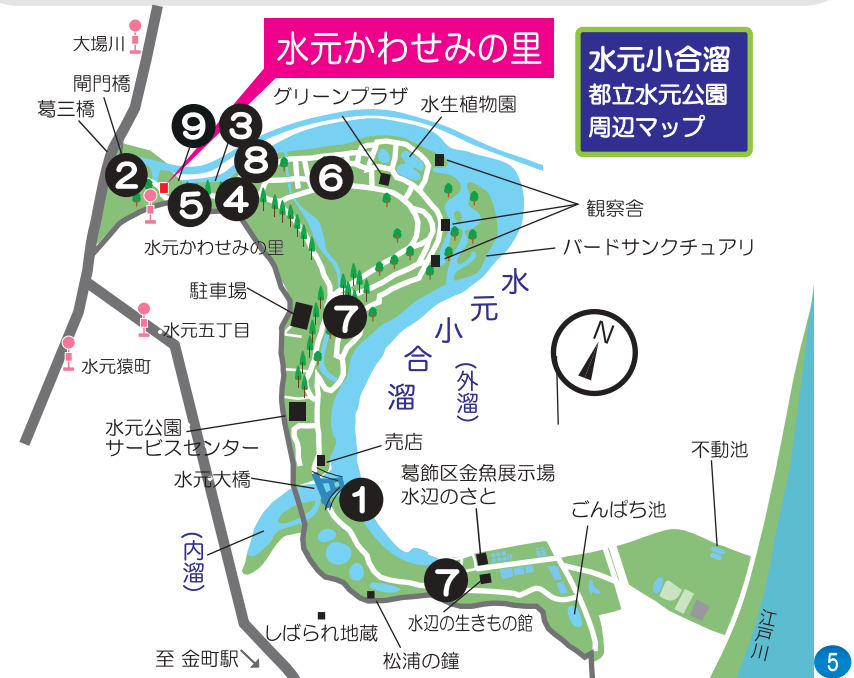 水元かわせみの里
水元小合溜
都立水元公園
周辺マップ
大場川
閘門橋
葛三橋
グリーンプラザ
水生植物園
9
3
8
2
5
4
6
観察舎
バードサンクチュアリ
水元かわせみの里
駐車場
7
水元五丁目
水元猿町
水元小合溜
(外溜)
N
水元公園
サービスセンター
売店
水元大橋
1
葛飾区金魚展示場
水辺のさと
不動池
ごんぱち池
(内溜)
7
水辺の生きもの館
しばられ地蔵
松浦の鐘
至 金町駅
江戸川
5